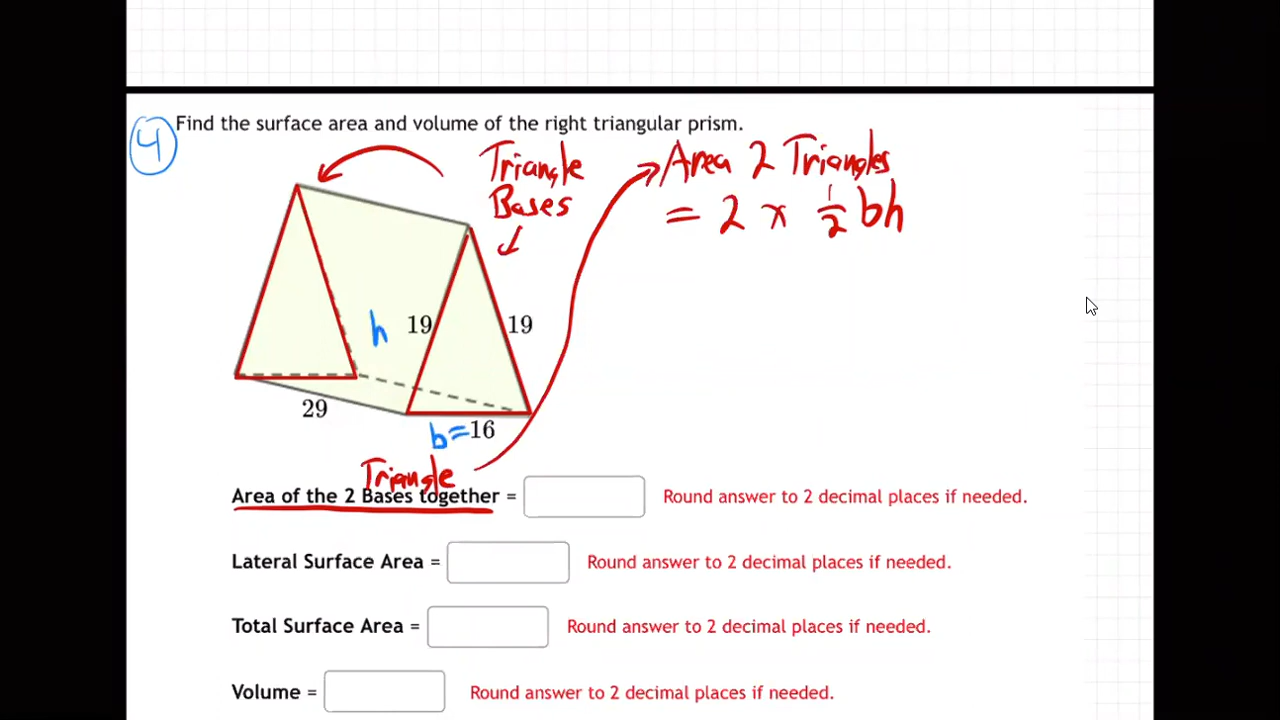 4
Find the surface area and volume of the right triangular prism.
Triangle
Bases
Area 2 Triangles
= 2 x 1/2 bh
h
19
19
29
b=16
Triangle
Area of the 2 Bases together = Round answer to 2 decimal places if needed.
Lateral Surface Area = Round answer to 2 decimal places if needed.
Total Surface Area = Round answer to 2 decimal places if needed.
Volume = Round answer to 2 decimal places if needed.